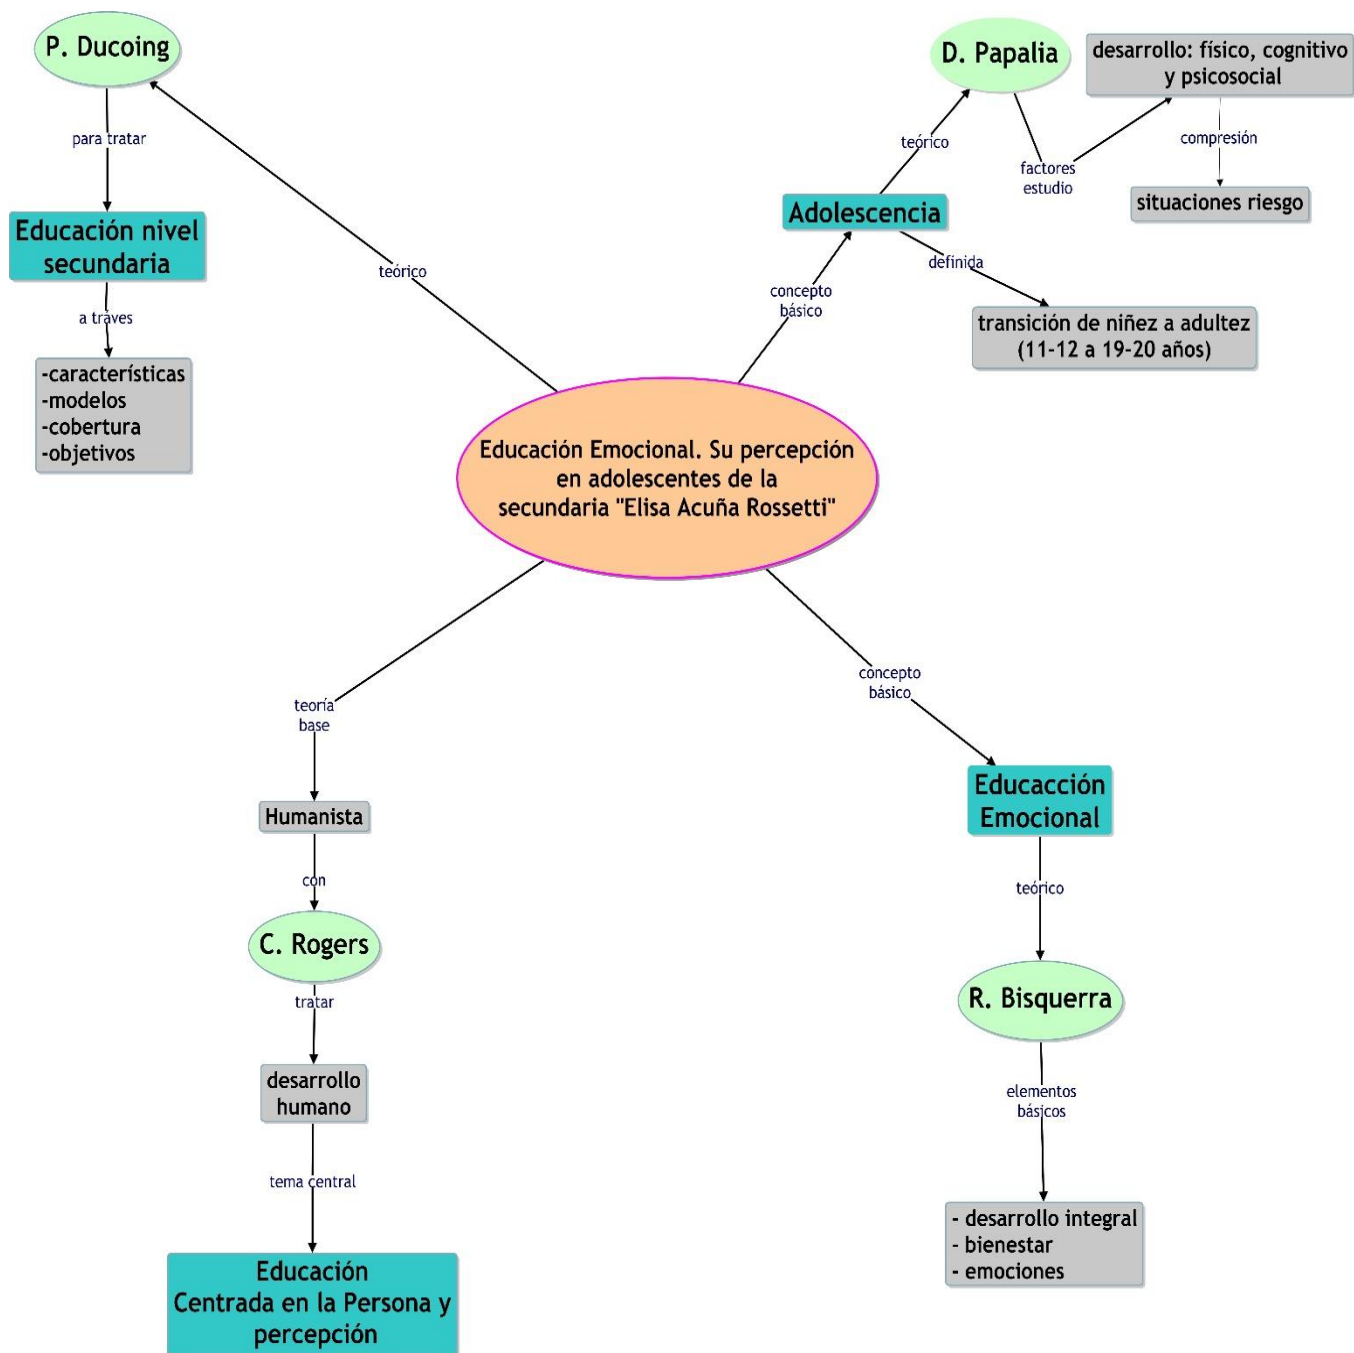 P. Ducoing
para tratar
Educación nivel
secundaria
a traves
-características
-modelos
-cobertura
-objetivos
teórico
D. Papalia
desarrollo: físico, cognitivo
y psicosocial
teórico
factores
estudio
compresión
situaciones riesgo
Adolescencia
definida
transición de niñez a adultez
(11-12 a 19-20 años)
concepto
básico
Educación Emocional. Su percepción
en adolescentes de la
secundaria "Elisa Acuña Rossetti"
teoría
base
Humanista
con
C. Rogers
tratar
desarrollo
humano
tema central
Educación
Centrada en la Persona y
percepción
concepto
básico
Educacción
Emocional
teórico
R. Bisquerra
elementos
básicos
- desarrollo integral
- bienestar
- emociones